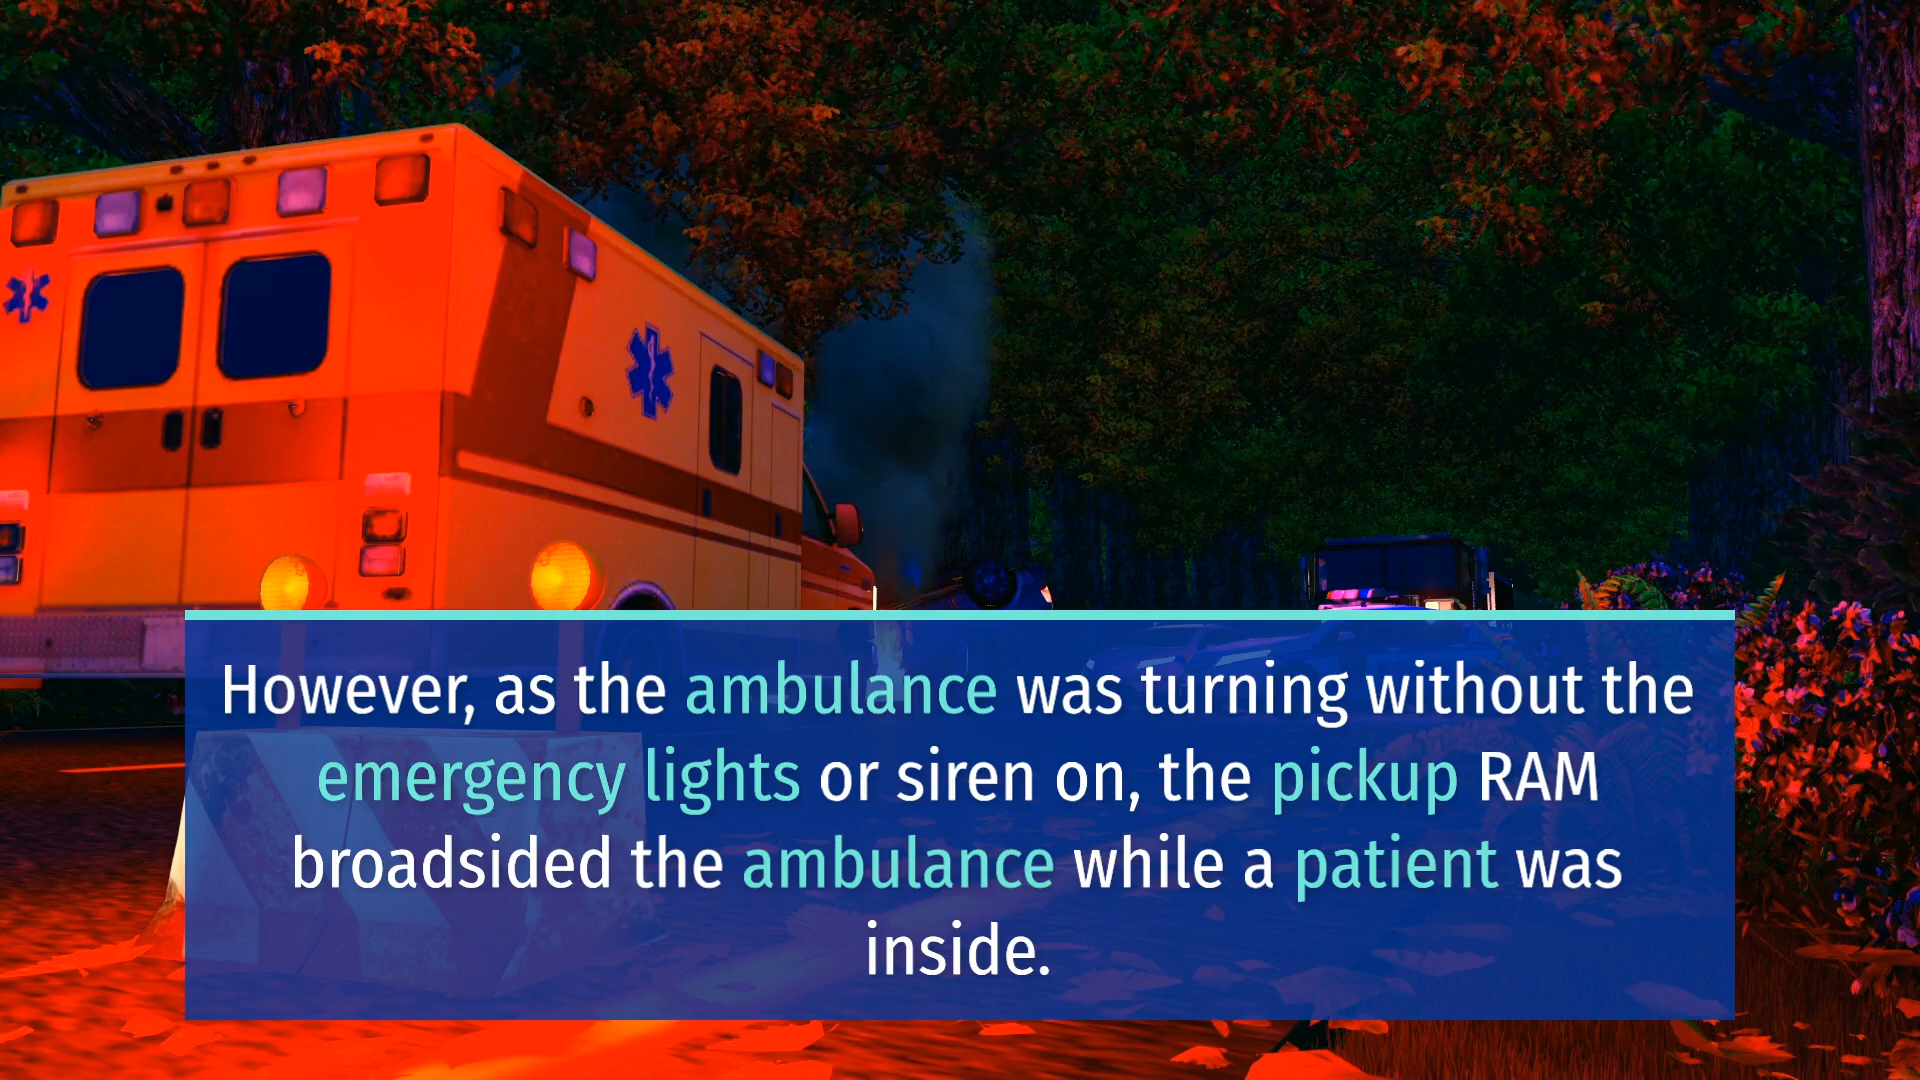 However, as the ambulance was turning without the
emergency lights or siren on, the pickup RAM
broadsided the ambulance while a patient was
inside.